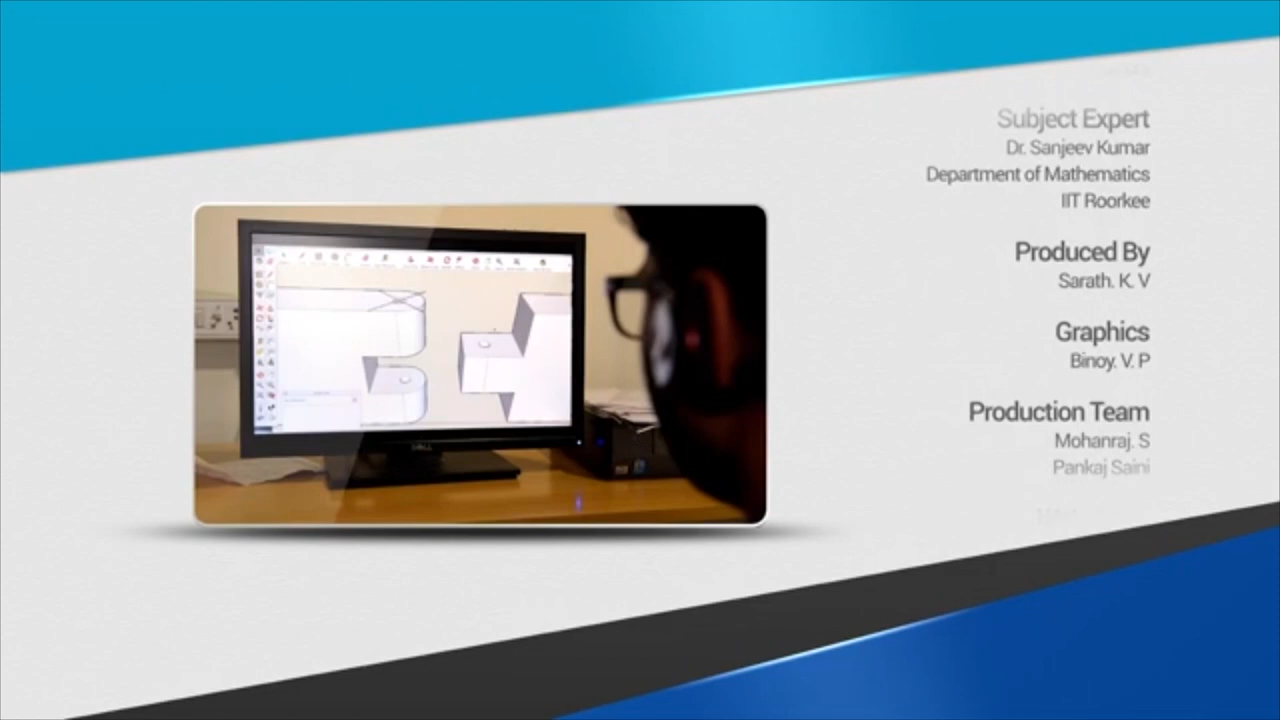 Subject Expert
Dr. Sanjeev Kumar
Department of Mathematics
IIT Roorkee
Produced By
Sarath. K. V
Graphics
Binoy. V. P
Production Team
Mohanraj. S
Pankaj Saini
DELL